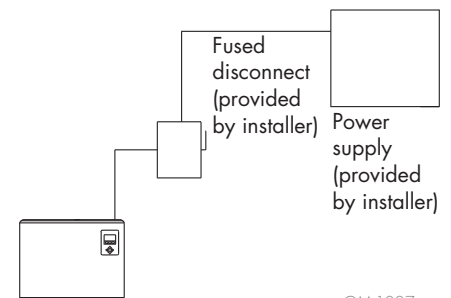 Fused
disconnect
(provided
by installer)
Power
supply
(provided
by installer)